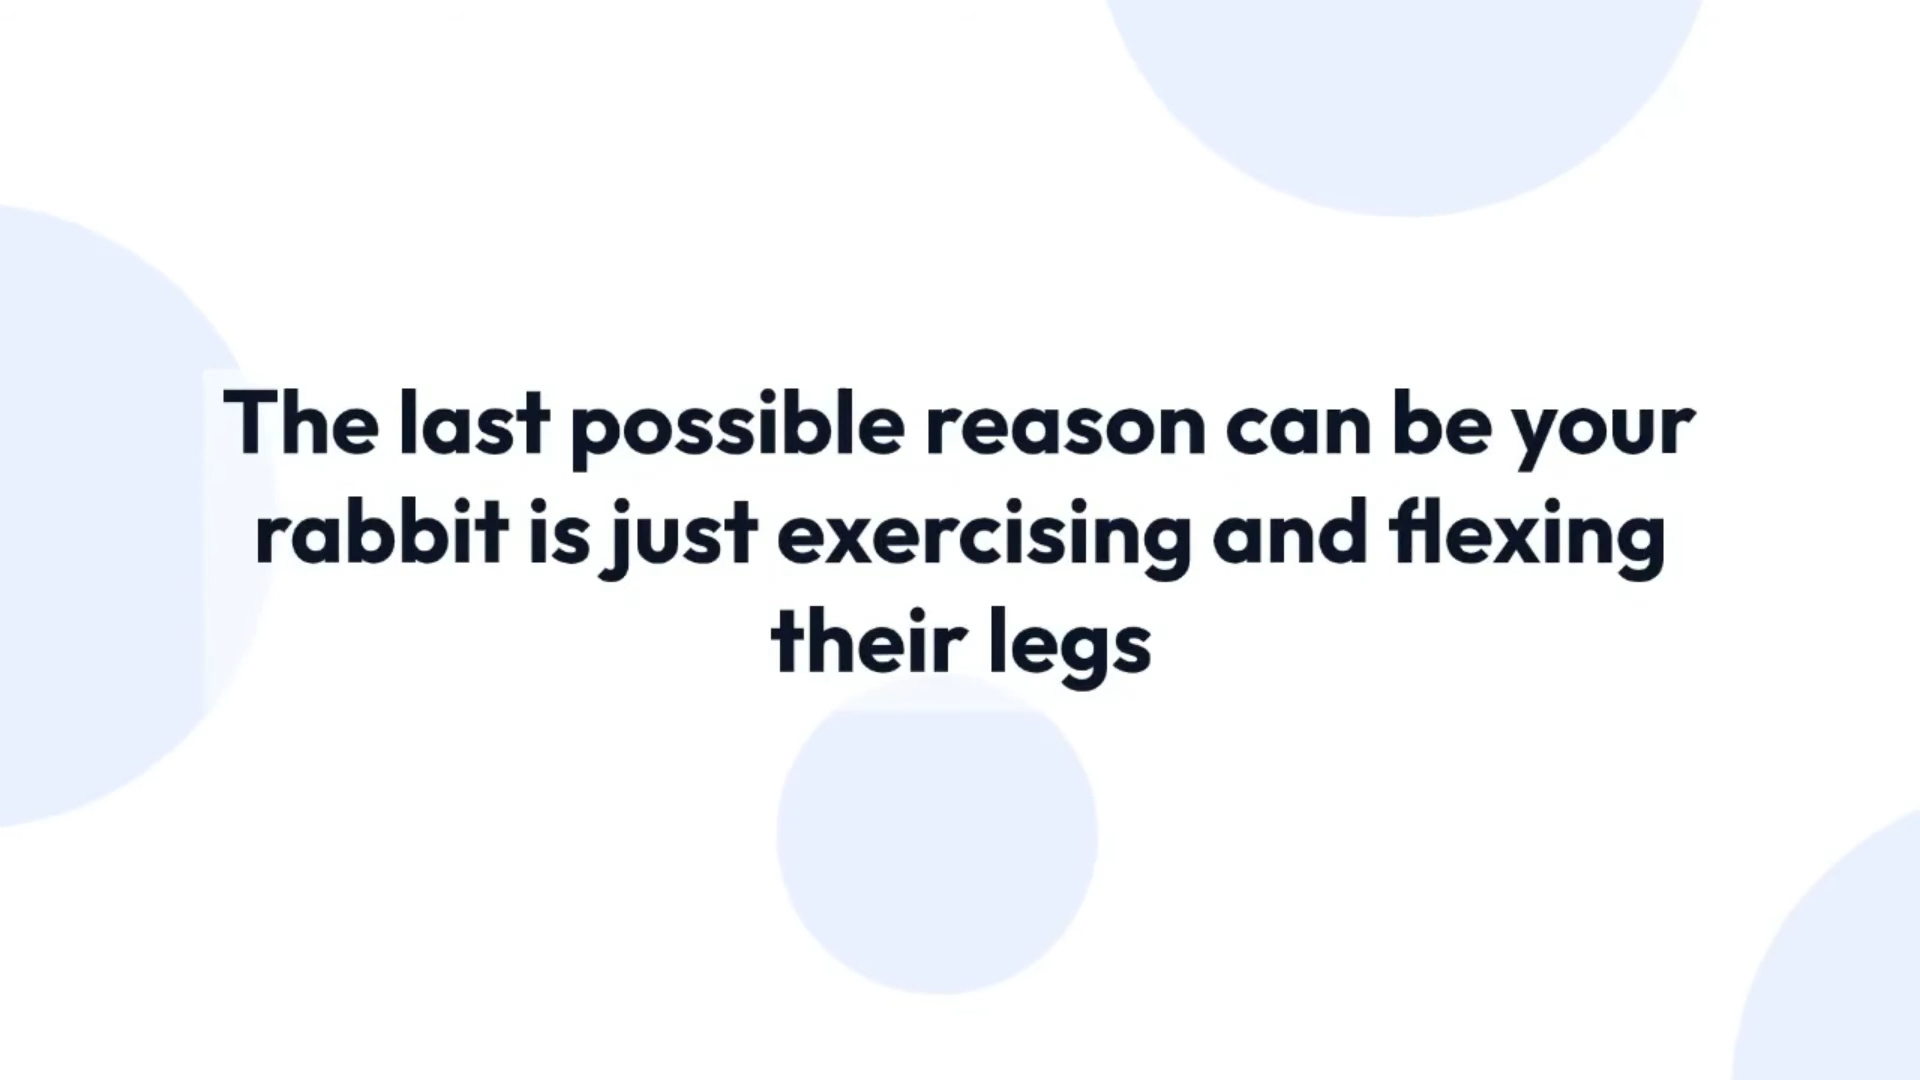 The last possible reason can be your
rabbit is just exercising and flexing
their legs